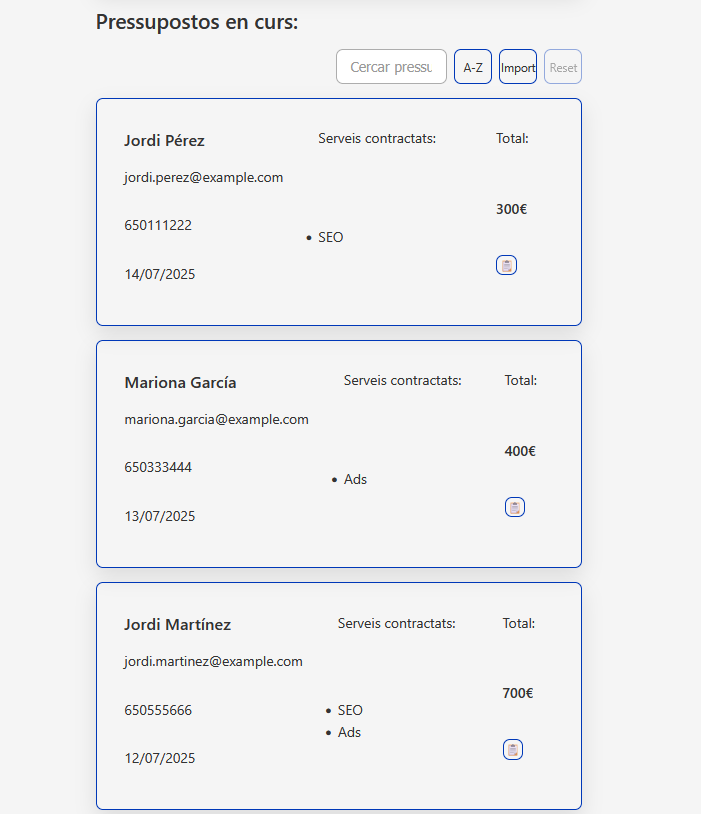 Pressupostos en curs:
Cercar pressu
A-Z
Import
Reset
Jordi Pérez
Serveis contractats:
Total:
jordi.perez@example.com
300€
650111222
• SEO
14/07/2025
Mariona García
Serveis contractats:
Total:
mariona.garcia@example.com
400€
650333444
• Ads
13/07/2025
Jordi Martínez
Serveis contractats:
Total:
jordi.martinez@example.com
700€
650555666
• SEO
• Ads
12/07/2025